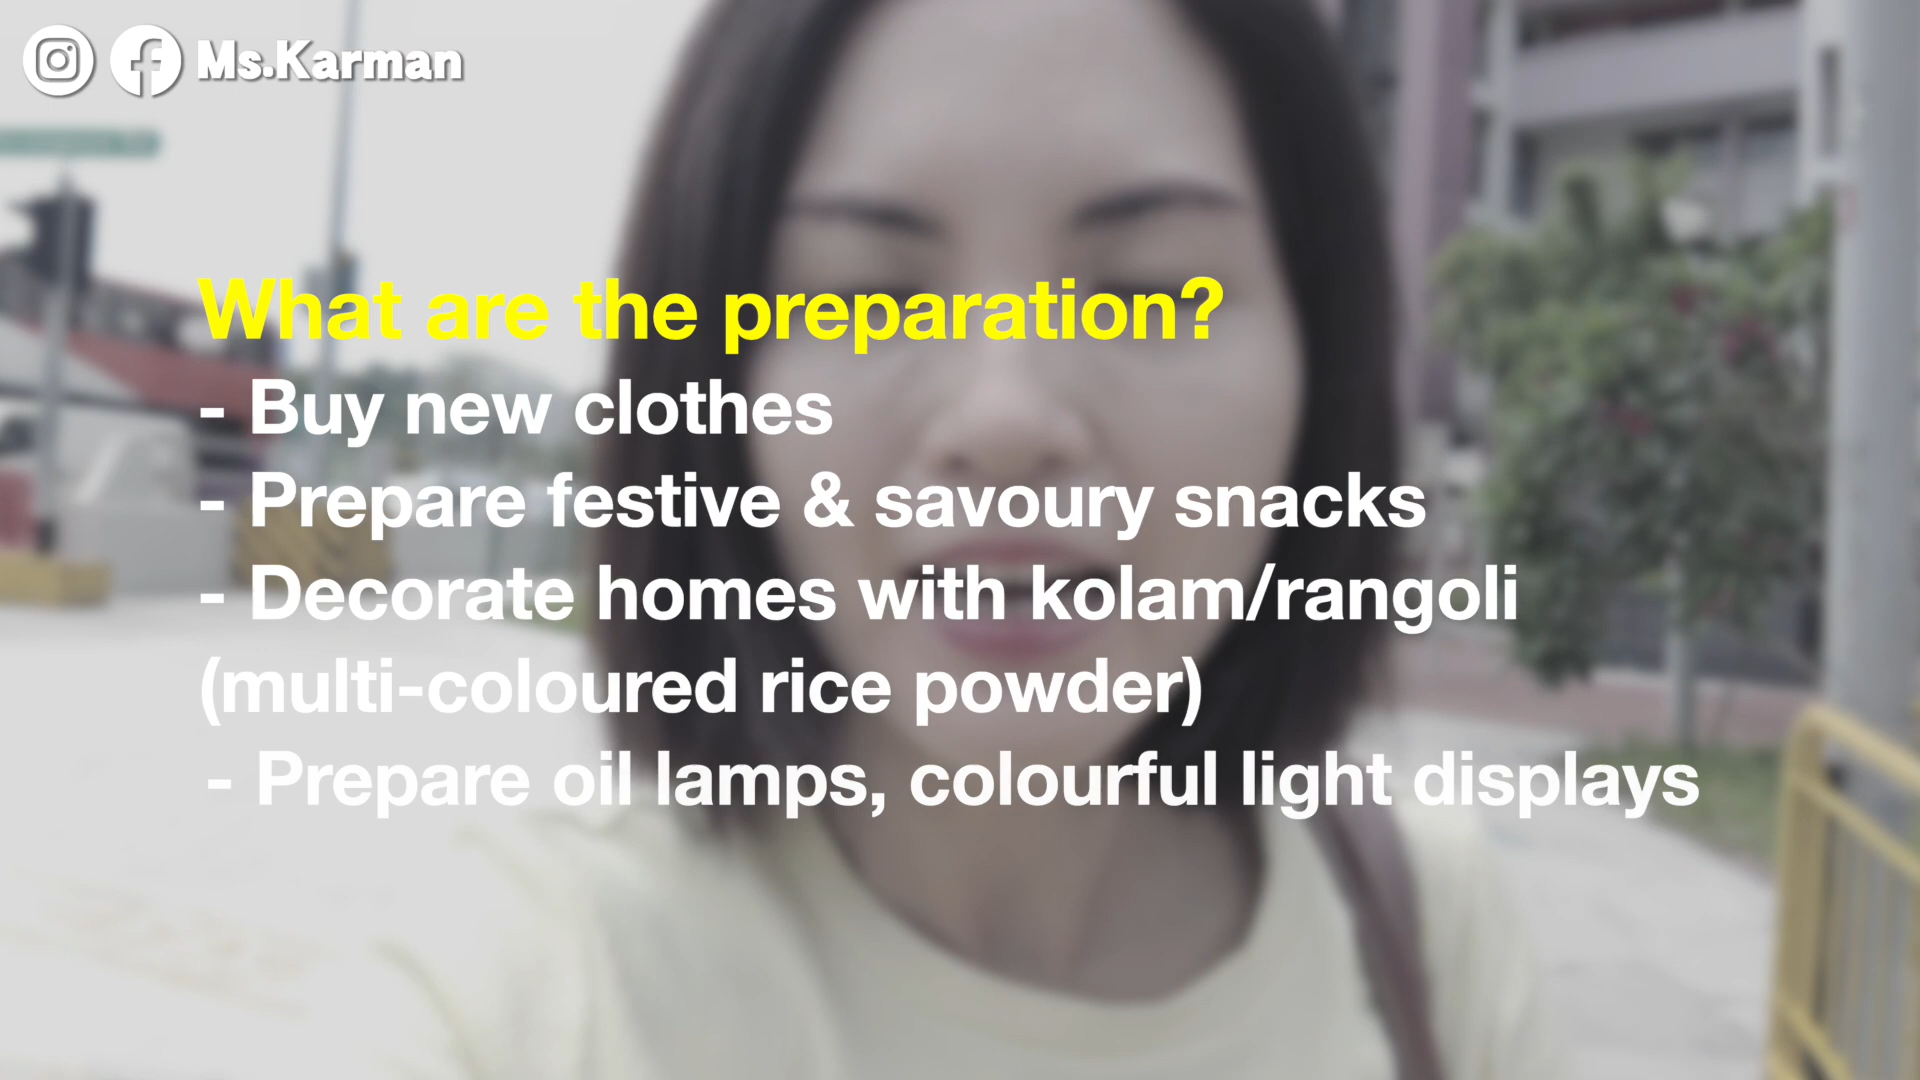 Ms.Karman
What are the preparation?
- Buy new clothes
- Prepare festive & savoury snacks
- Decorate homes with kolam/rangoli
(multi-coloured rice powder)
- Prepare oil lamps, colourful light displays